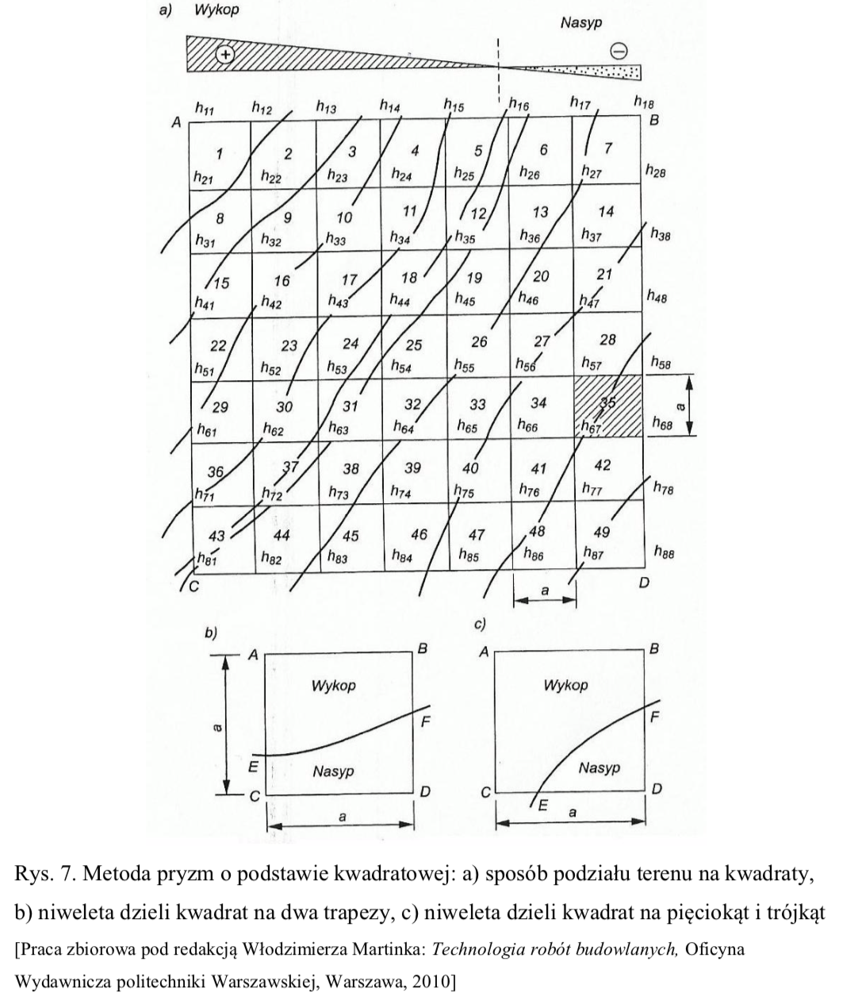 a) Wykop
Nasyp
+ −
h11 h12 h13 h14 h15 h16 h17 h18
A B
1 2 3 4 5 6 7
h21 h22 h23 h24 h25 h26 h27 h28
8 9 10 11 12 13 14
h31 h32 h33 h34 h35 h36 h37 h38
15 16 17 18 19 20 21
h41 h42 h43 h44 h45 h46 h47 h48
22 23 24 25 26 27 28
h51 h52 h53 h54 h55 h56 h57 h58
29 30 31 32 33 34 35 a
h61 h62 h63 h64 h65 h66 h67 h68
36 37 38 39 40 41 42
h71 h72 h73 h74 h75 h76 h77 h78
43 44 45 46 47 48 49
h81 h82 h83 h84 h85 h86 h87 h88
C D
a
b)
A B
Wykop
a
F
E
Nasyp
C D
a
c)
A B
Wykop
F
Nasyp
C D
E a
Rys. 7. Metoda pryzm o podstawie kwadratowej: a) sposób podziału terenu na kwadraty,
b) niweleta dzieli kwadrat na dwa trapezy, c) niweleta dzieli kwadrat na pięciokąt i trójkąt
[Praca zbiorowa pod redakcją Włodzimierza Martinka: Technologia robót budowlanych, Oficyna
Wydawnicza politechniki Warszawskiej, Warszawa, 2010]